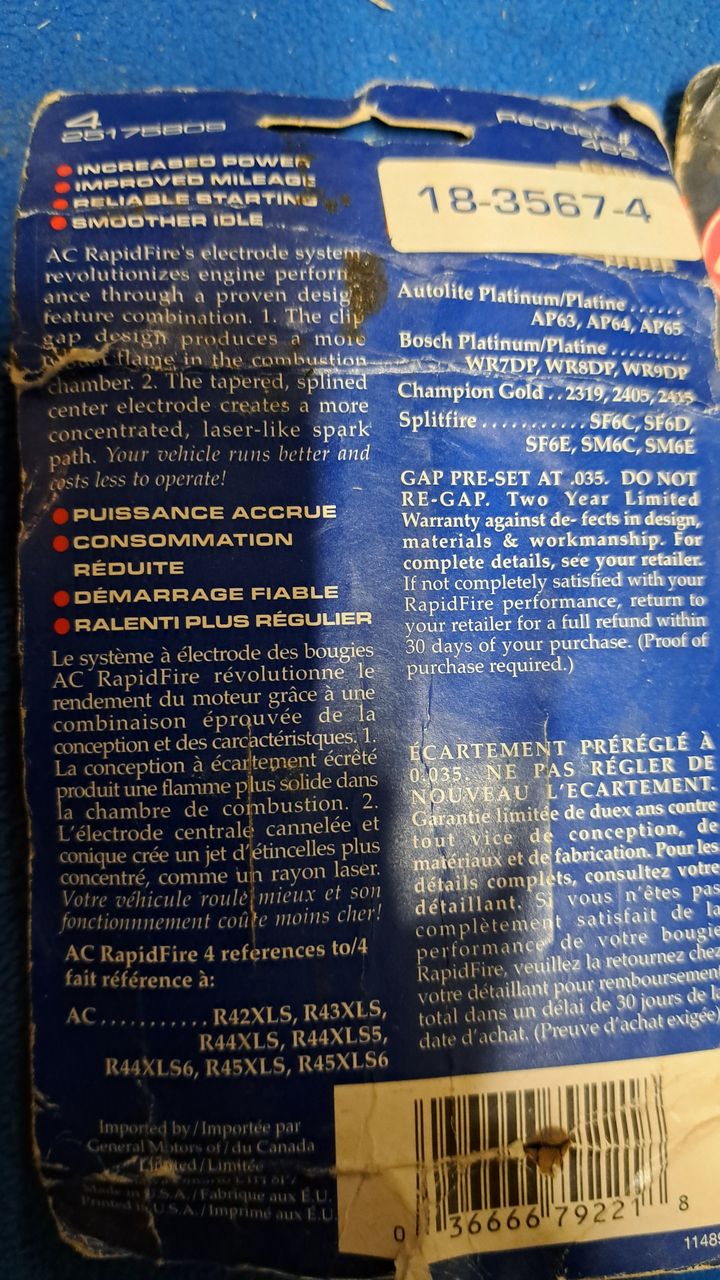 4
25175609
Reorder #
492
● INCREASED POWER
● IMPROVED MILEAGE
● RELIABLE STARTING
● SMOOTHER IDLE
AC RapidFire's electrode system
revolutionizes engine perform-
ance through a proven design
feature combination. 1. The clip
gap design produces a more
flame in the combustion
chamber. 2. The tapered, splined
center electrode creates a more
concentrated, laser-like spark
path. Your vehicle runs better and
costs less to operate!
● PUISSANCE ACCRUE
● CONSOMMATION
RÉDUITE
● DÉMARRAGE FIABLE
● RALENTI PLUS RÉGULIER
Le système à électrode des bougies
AC RapidFire révolutionne le
rendement du moteur grâce à une
combinaison éprouvée de la
conception et des carcactéristques. 1.
La conception à écartement écrêté
produit une flamme plus solide dans
la chambre de combustion. 2.
L'électrode centrale cannelée et
conique crée un jet d'étincelles plus
concentré, comme un rayon laser.
Votre véhicule roule mieux et son
fonctionnnement coûte moins cher!
AC RapidFire 4 references to/4
fait référence à:
AC.......... R42XLS, R43XLS,
R44XLS, R44XLS5,
R44XLS6, R45XLS, R45XLS6
Imported by/Importée par
General Motors of/du Canada
Limited/Limitée
Made in U.S.A./Fabrique aux É.U.
Printed in U.S.A./Imprimé aux É.U.
18-3567-4
Autolite Platinum/Platine ......
AP63, AP64, AP65
Bosch Platinum/Platine .........
WR7DP, WR8DP, WR9DP
Champion Gold .. 2319, 2405, 2415
Splitfire ........... SF6C, SF6D,
SF6E, SM6C, SM6E
GAP PRE-SET AT .035. DO NOT
RE-GAP. Two Year Limited
Warranty against de- fects in design,
materials & workmanship. For
complete details, see your retailer.
If not completely satisfied with your
RapidFire performance, return to
your retailer for a full refund within
30 days of your purchase. (Proof of
purchase required.)
ÉCARTEMENT PRÉRÉGLÉ À
0.035. NE PAS RÉGLER DE
NOUVEAU L'ECARTEMENT.
Garantie limitée de duex ans contre
tout vice de conception, de
matériaux et de fabrication. Pour les
détails complets, consultez votre
détaillant. Si vous n'êtes pas
complètement satisfait de la
performance de votre bougie
RapidFire, veuillez la retournez chez
votre détaillant pour remboursement
total dans un délai de 30 jours de la
date d'achat. (Preuve d'achat exigée)
0 36666 79221 8